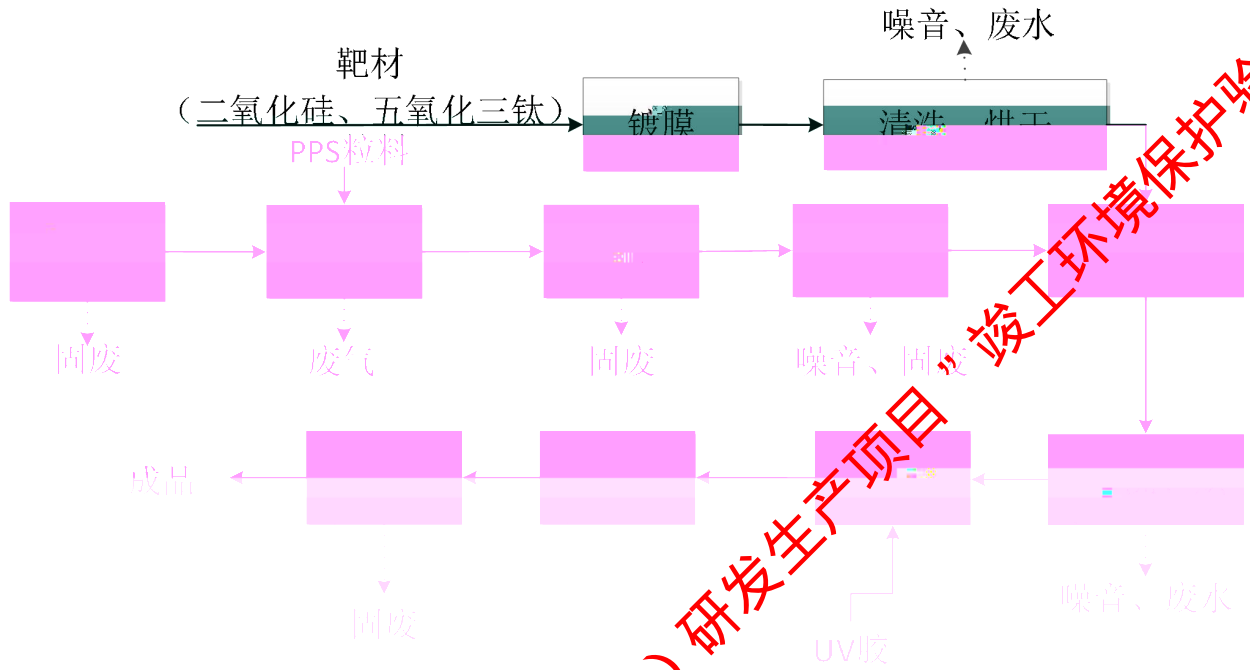 噪音、废水
靶材
（二氧化硅、五氧化三钛）
镀膜
清洗 烘干
PPS粒料
固废
废气
固废
噪音、固废
成品
固废
UV胶
噪音、废水
）研发生产项目”竣工环境保护验